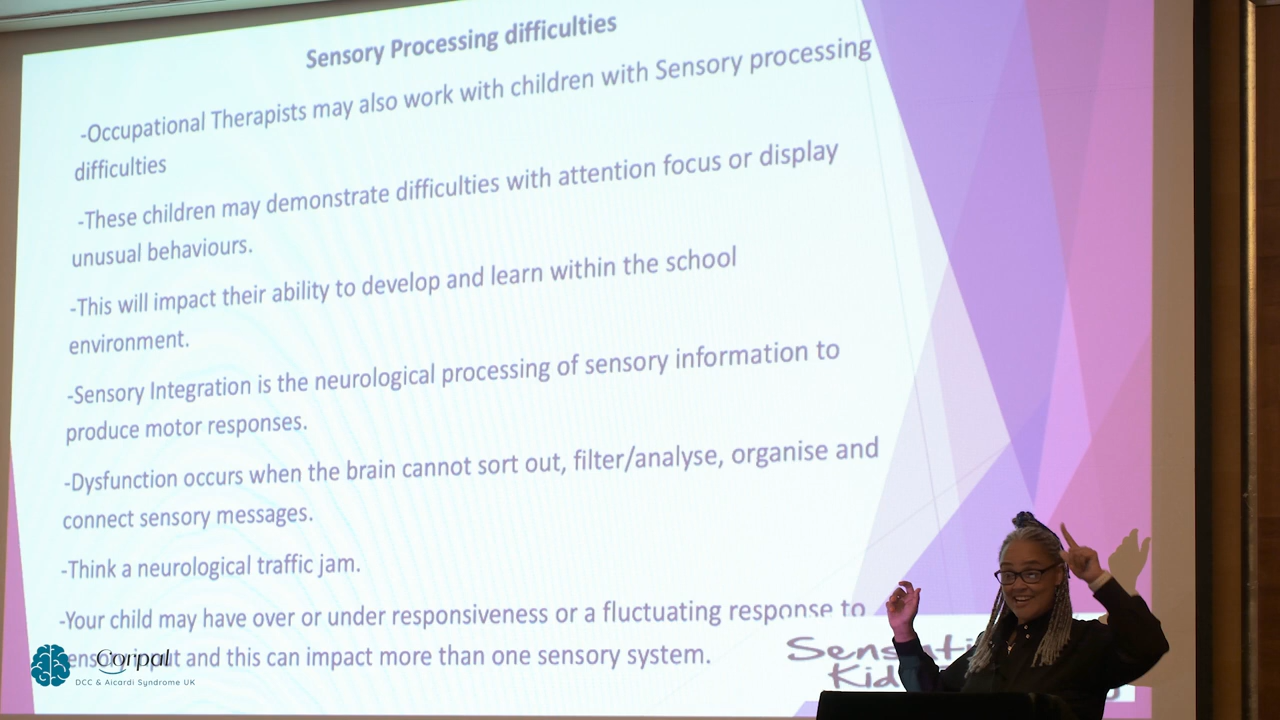 Sensory Processing difficulties
-Occupational Therapists may also work with children with Sensory processing
difficulties
-These children may demonstrate difficulties with attention focus or display
unusual behaviours.
-This will impact their ability to develop and learn within the school
environment.
-Sensory Integration is the neurological processing of sensory information to
produce motor responses.
-Dysfunction occurs when the brain cannot sort out, filter/analyse, organise and
connect sensory messages.
-Think a neurological traffic jam.
-Your child may have over or under responsiveness or a fluctuating response to
and this can impact more than one sensory system.
Corpal
DCC & Aicardi Syndrome UK
Kid